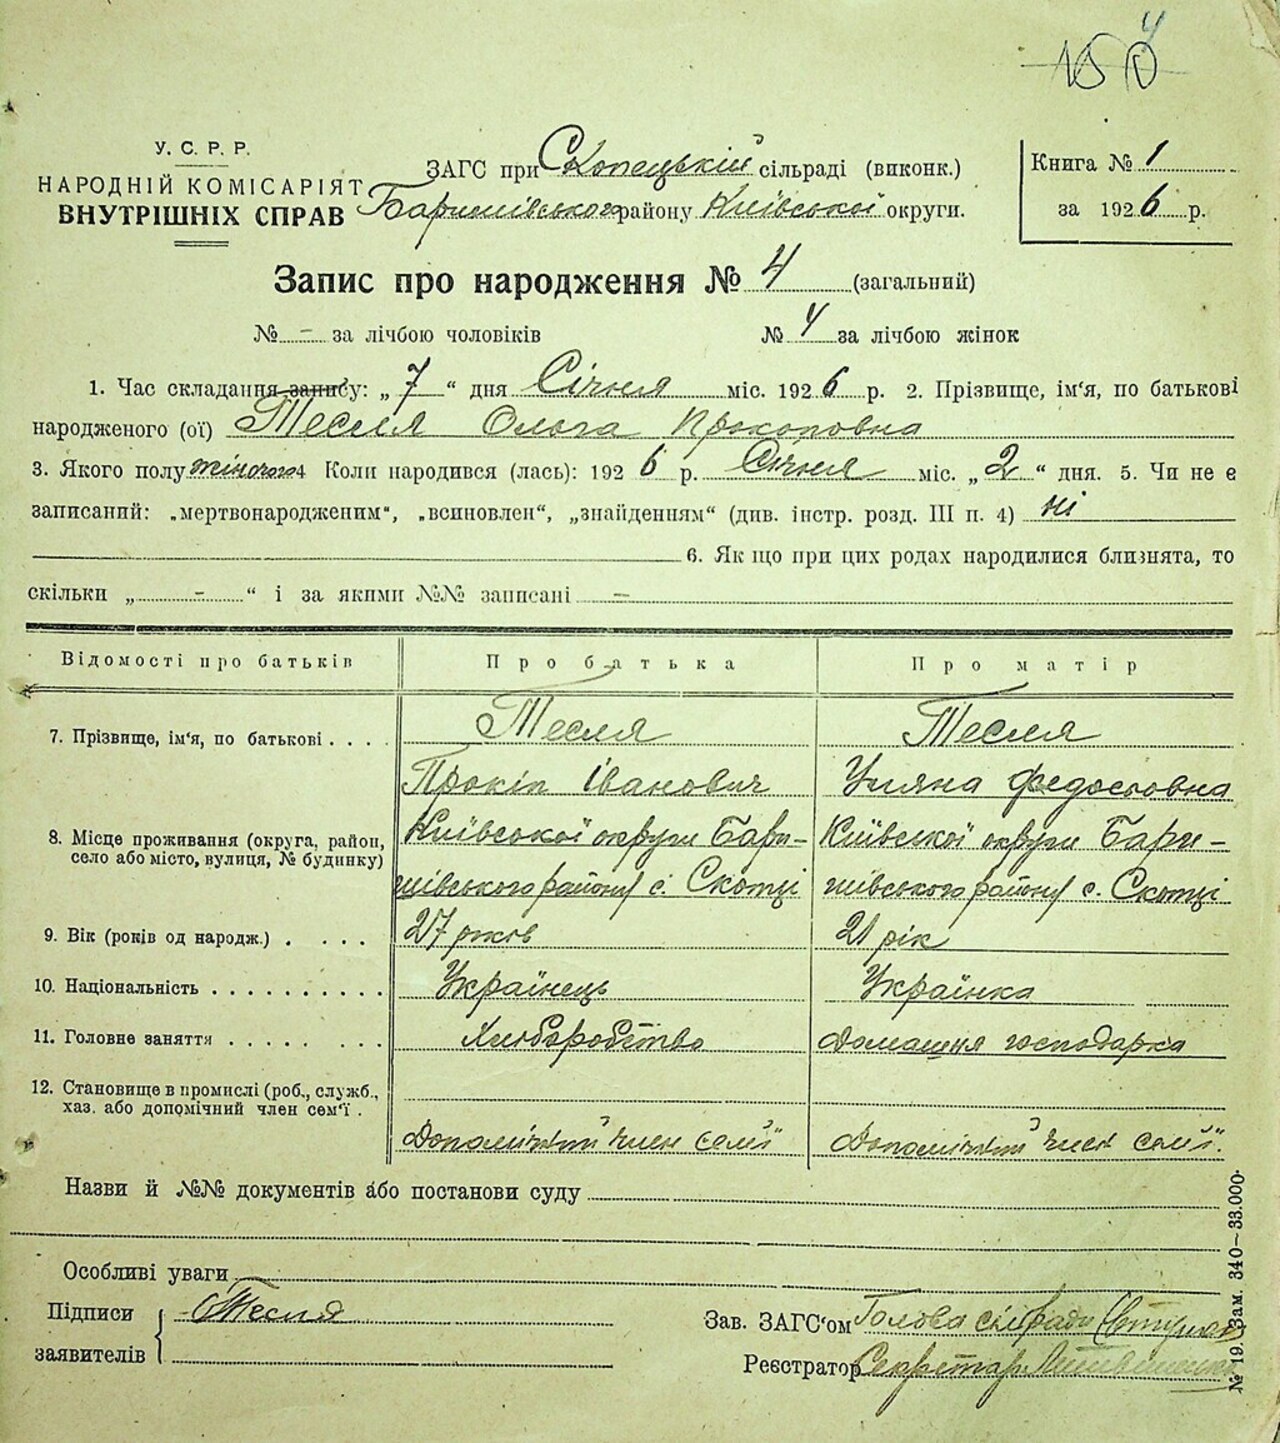 150 4
У. С. Р. Р.
НАРОДНІЙ КОМІСАРІЯТ
ВНУТРІШНІХ СПРАВ
ЗАГС при Скопецькій сільраді (виконк.)
Баришівського району Київської округи.
Книга № 1
за 1926 р.
Запис про народження № 4 (загальний)
№ - за лічбою чоловіків № 4 за лічбою жінок
1. Час складання запису: „7“ дня Січня міс. 1926 р. 2. Прізвище, ім'я, по батькові
народженого (ої) Тесля Ольга Прокоповна
3. Якого полу жіночого 4 Коли народився (лась): 1926 р. Січня міс. „2“ дня. 5. Чи не є
записаний: „мертвонародженим“, „всиновлен“, „знайденням“ (див. інстр. розд. III п. 4) ні
6. Як що при цих родах народилися близнята, то
скільки „ - “ і за якими №№ записані -
Відомості про батьків Про батька Про матір
7. Прізвище, ім'я, по батькові . . . . Тесля Тесля
Прокіп Іванович Уляна Федосовна
8. Місце проживання (округа, район, село або місто, вулиця, № будинку) Київської округи Бари- Київської округи Бари-
шівського району с. Скопці шівського району с. Скопці
9. Вік (років од народж.) . . . . 27 років 21 рік
10. Національність . . . . . . . . . . Українець Українка
11. Головне заняття . . . . . . . . Хліборобство Домашня господарка
12. Становище в промислі (роб., служб.,
хаз. або допомічний член сем'ї .
Допомічний член семї Допомічний член семї.
Назви й №№ документів або постанови суду
Особливі уваги
Підписи
заявителів
Тесля
Зав. ЗАГС'ом Голова сільради
Реєстратор Секретар
№ 19. Зам. 340—33.000.